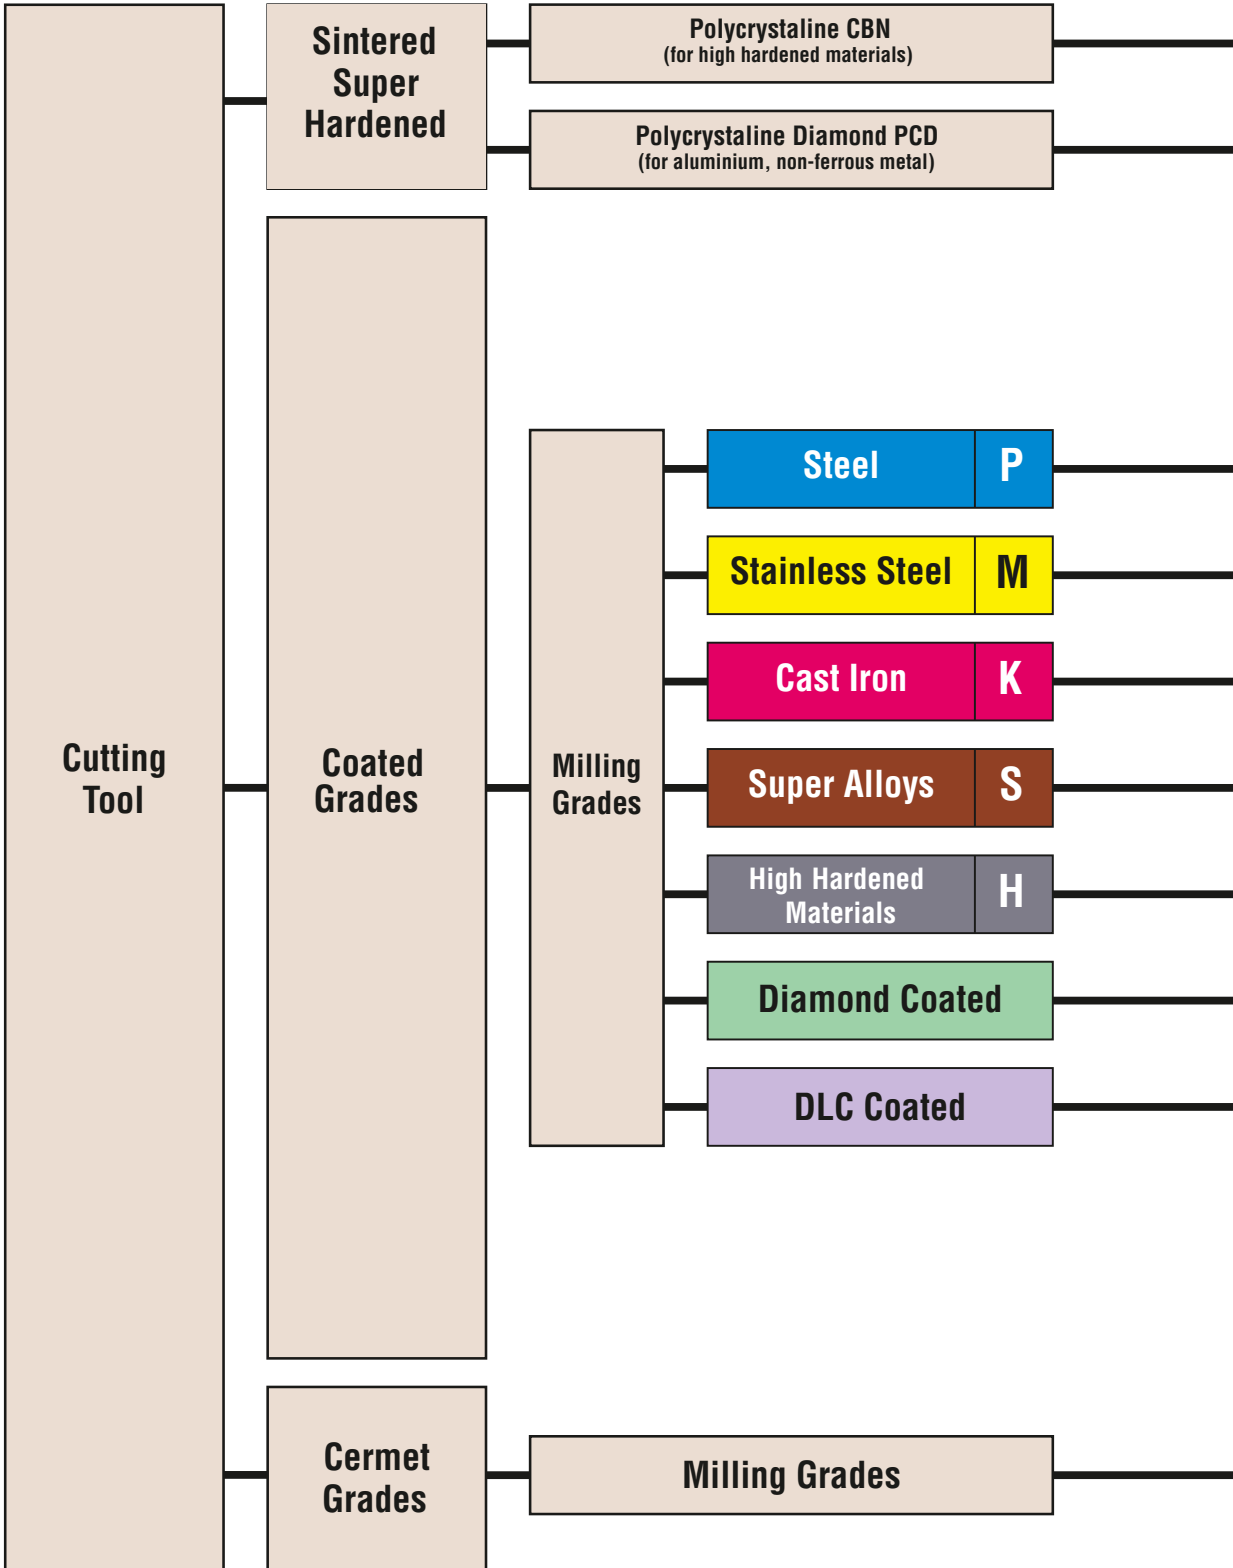 Cutting
Tool
Sintered
Super
Hardened
Polycrystaline CBN
(for high hardened materials)
Polycrystaline Diamond PCD
(for aluminium, non-ferrous metal)
Coated
Grades
Milling
Grades
Steel P
Stainless Steel M
Cast Iron K
Super Alloys S
High Hardened
Materials
H
Diamond Coated
DLC Coated
Cermet
Grades
Milling Grades